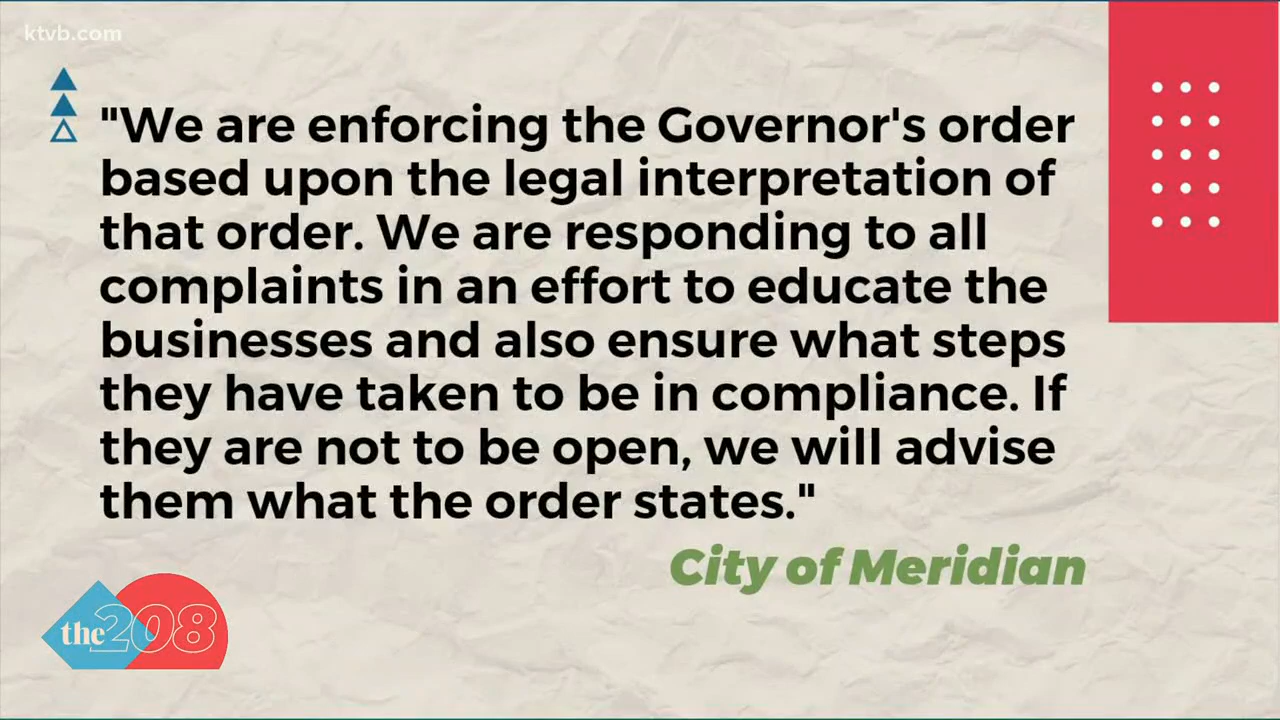 ktvb.com
"We are enforcing the Governor's order
based upon the legal interpretation of
that order. We are responding to all
complaints in an effort to educate the
businesses and also ensure what steps
they have taken to be in compliance. If
they are not to be open, we will advise
them what the order states."
City of Meridian
the208